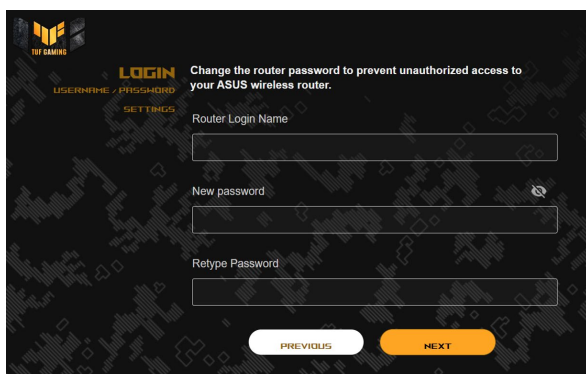 TUF GAMING
LOGIN
USERNAME / PASSWORD
SETTINGS
Change the router password to prevent unauthorized access to
your ASUS wireless router.
Router Login Name
New password
Retype Password
PREVIOUS
NEXT